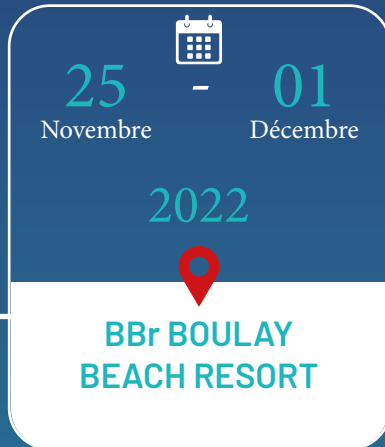 25 - 01
Novembre Décembre
2022
BBr BOULAY
BEACH RESORT